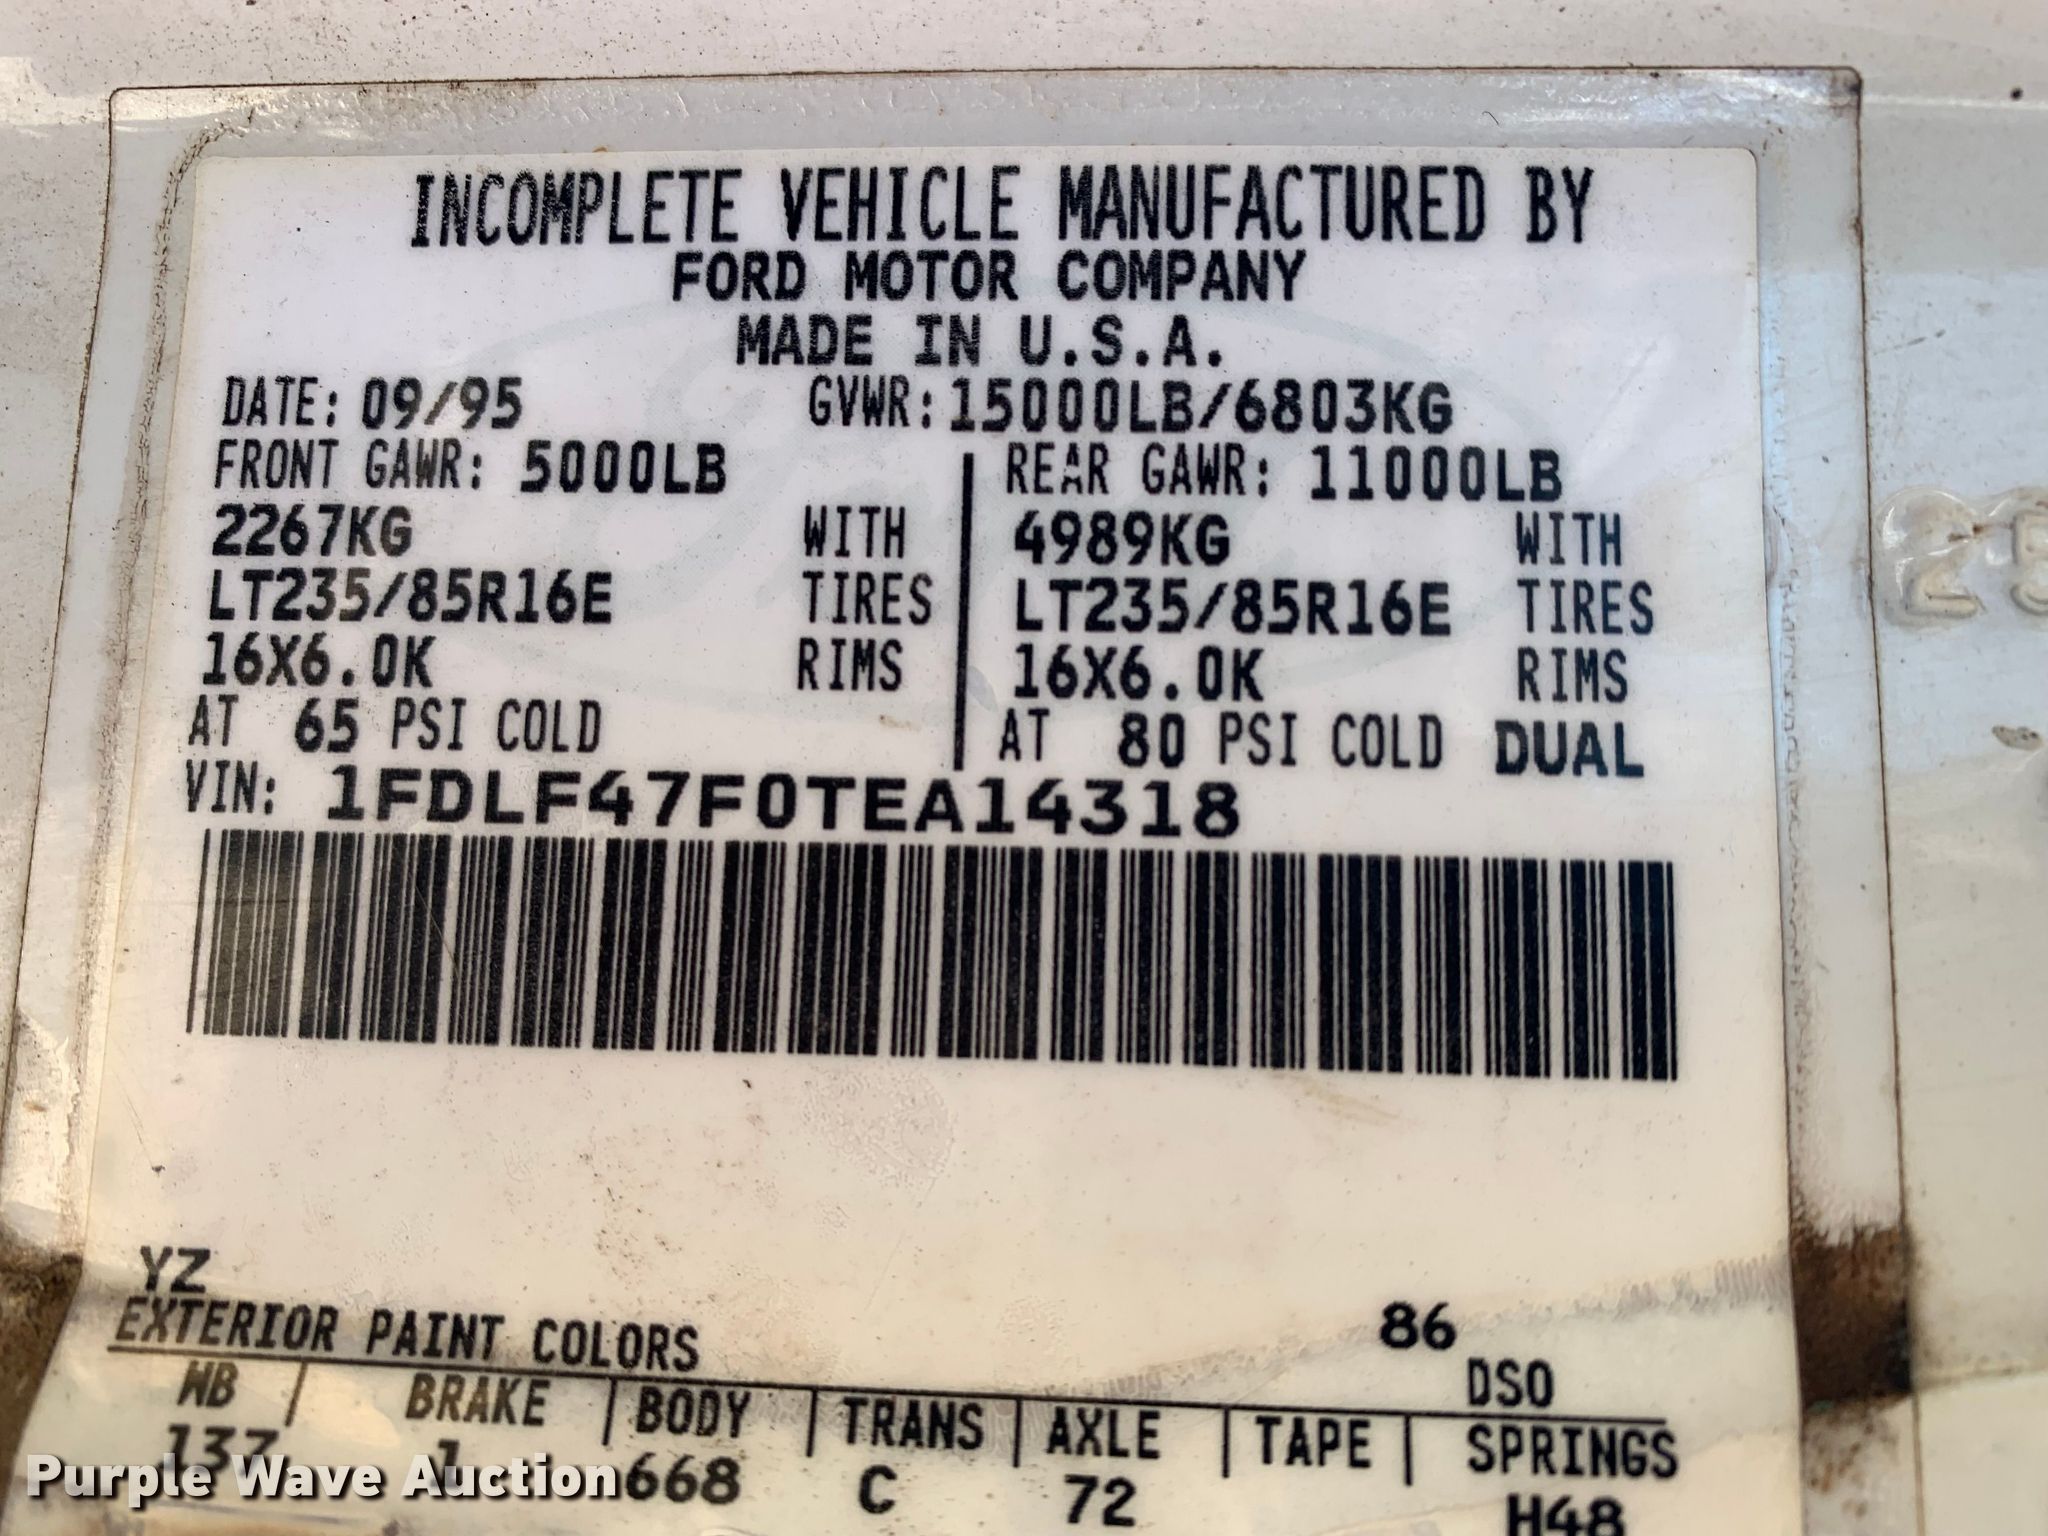 INCOMPLETE VEHICLE MANUFACTURED BY
FORD MOTOR COMPANY
MADE IN U.S.A.
DATE: 09/95 GVWR: 15000LB/6803KG
FRONT GAWR: 5000LB REAR GAWR: 11000LB
2267KG WITH 4989KG WITH
LT235/85R16E TIRES LT235/85R16E TIRES
16X6.0K RIMS 16X6.0K RIMS
AT 65 PSI COLD AT 80 PSI COLD DUAL
VIN: 1FDLF47F0TEA14318
YZ
EXTERIOR PAINT COLORS 86
DSO
WB BRAKE BODY TRANS AXLE TAPE SPRINGS
137 1 668 C 72 H48
Purple Wave Auction